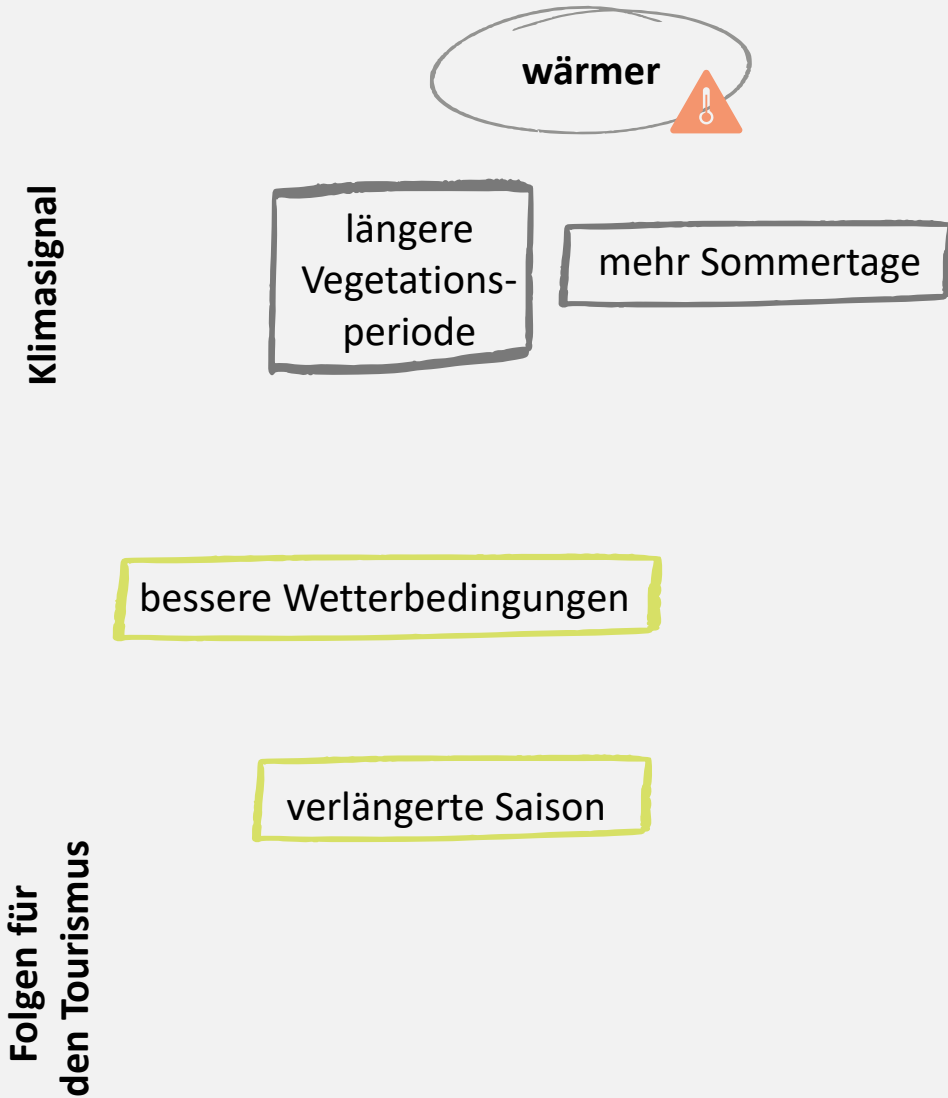 wärmer
Klimasignal
längere
Vegetations-
periode
mehr Sommertage
bessere Wetterbedingungen
verlängerte Saison
Folgen für
den Tourismus